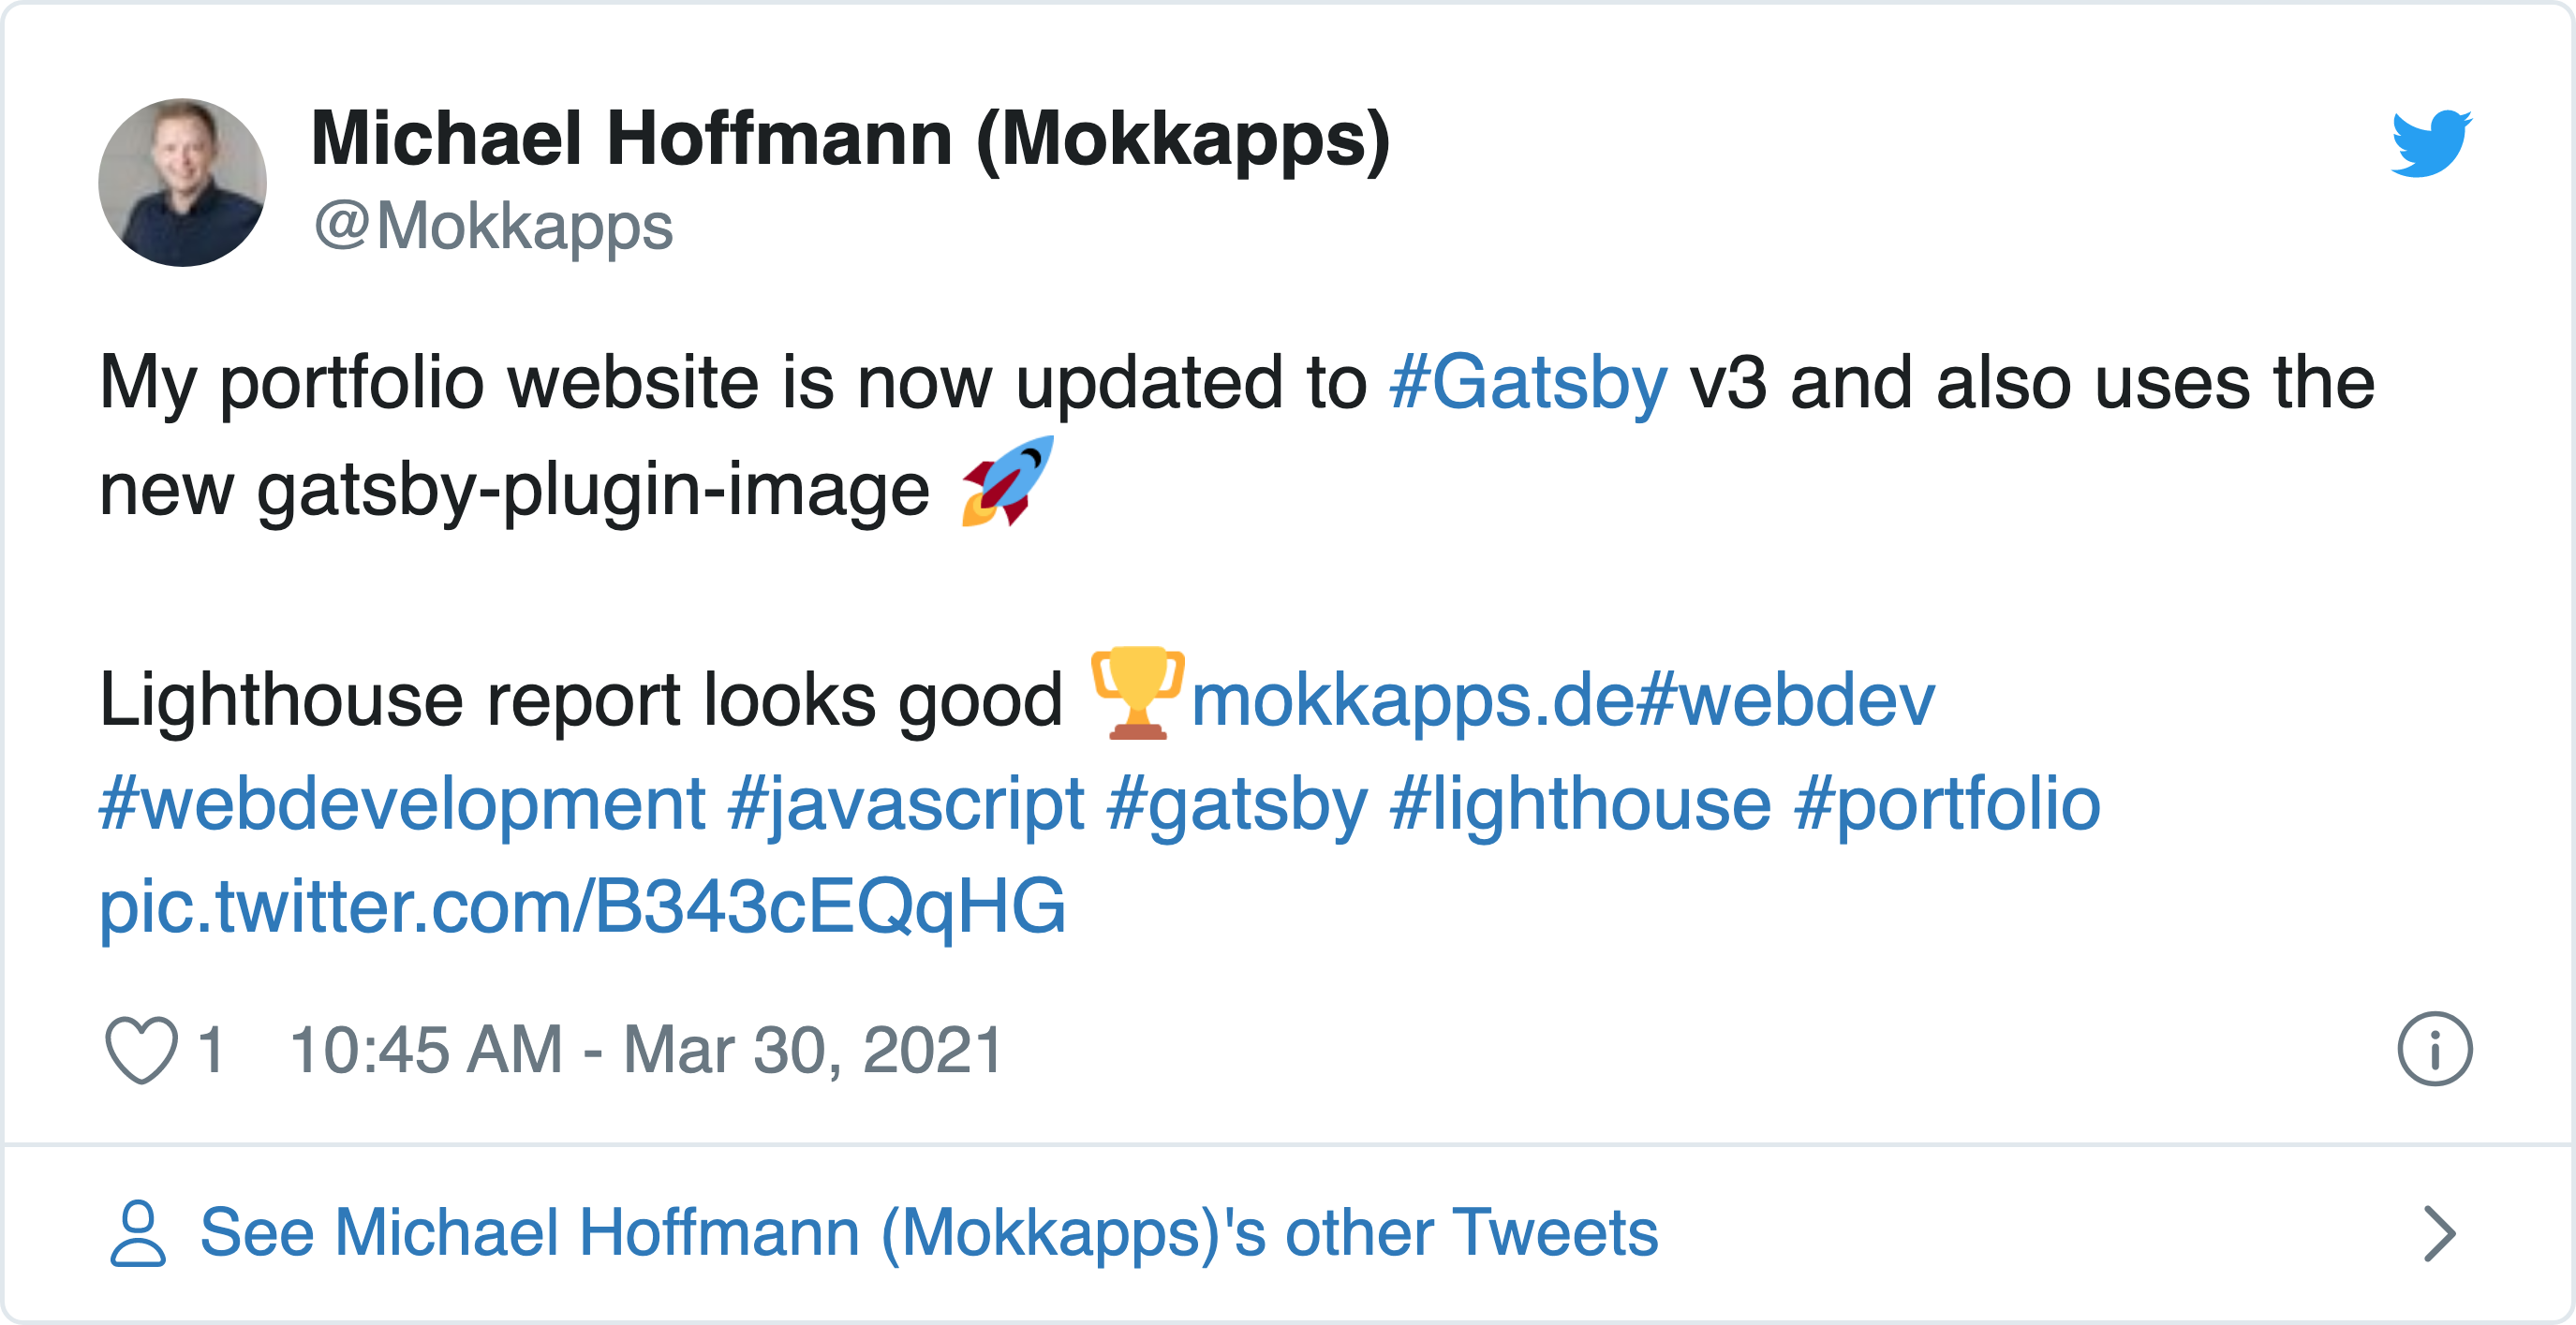 Michael Hoffmann (Mokkapps)
@Mokkapps
My portfolio website is now updated to #Gatsby v3 and also uses the
new gatsby-plugin-image 🚀
Lighthouse report looks good 🏆mokkapps.de#webdev
#webdevelopment #javascript #gatsby #lighthouse #portfolio
pic.twitter.com/B343cEQqHG
1 10:45 AM - Mar 30, 2021
See Michael Hoffmann (Mokkapps)'s other Tweets